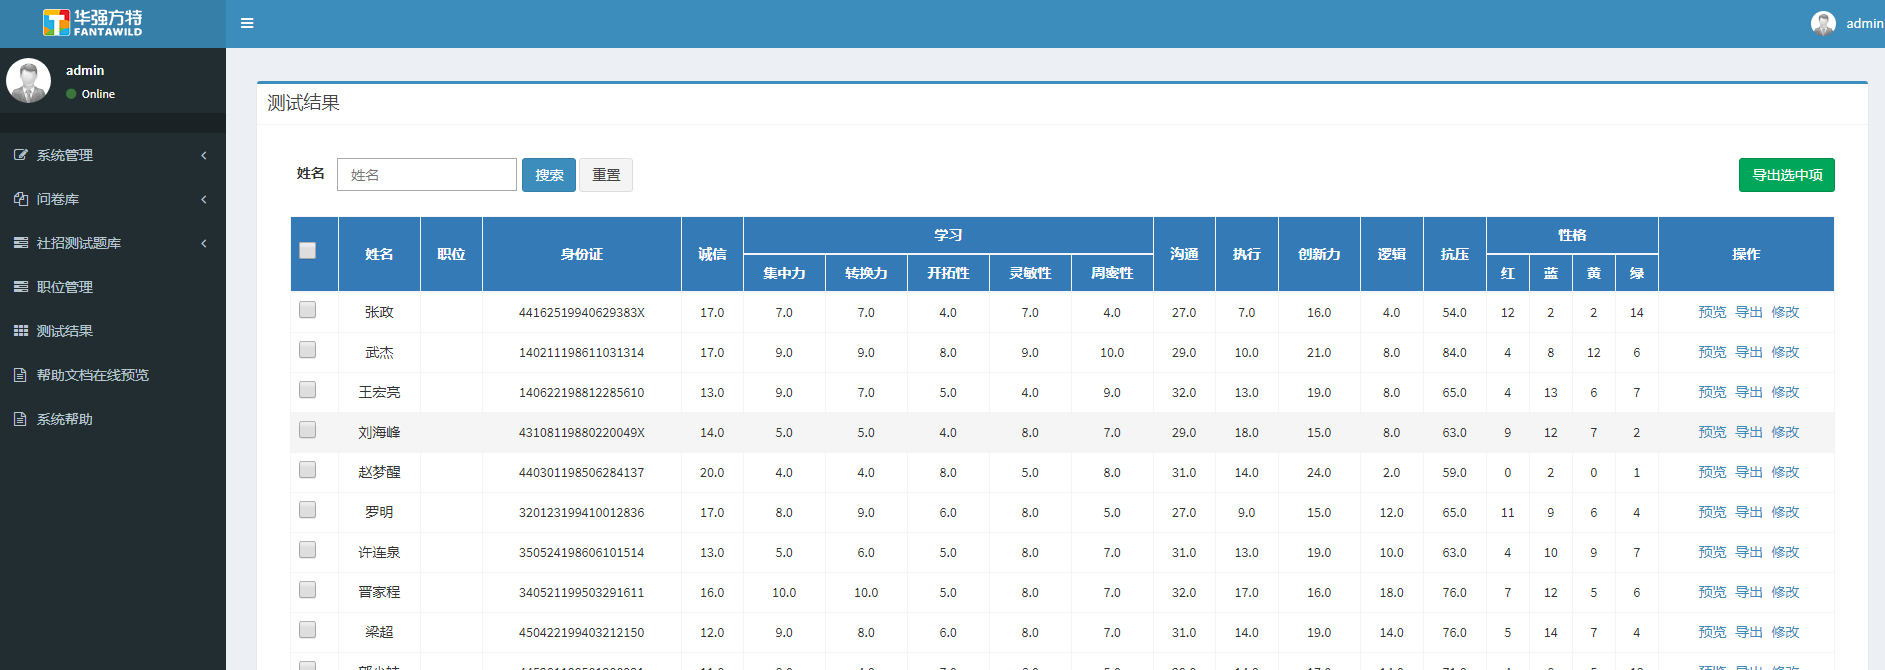 华强方特
FANTAWILD
admin
admin
Online
系统管理
问卷库
社招测试题库
职位管理
测试结果
帮助文档在线预览
系统帮助
测试结果
姓名 姓名 搜索 重置 导出选中项
姓名 职位 身份证 诚信 学习 沟通 执行 创新力 逻辑 抗压 性格 操作
集中力 转换力 开拓性 灵敏性 周密性 红 蓝 黄 绿
张政 44162519940629383X 17.0 7.0 7.0 4.0 7.0 4.0 27.0 7.0 16.0 4.0 54.0 12 2 2 14 预览 导出 修改
武杰 140211198611031314 17.0 9.0 9.0 8.0 9.0 10.0 29.0 10.0 21.0 8.0 84.0 4 8 12 6 预览 导出 修改
王宏亮 140622198812285610 13.0 9.0 7.0 5.0 4.0 9.0 32.0 13.0 19.0 8.0 65.0 4 13 6 7 预览 导出 修改
刘海峰 43108119880220049X 14.0 5.0 5.0 4.0 8.0 7.0 29.0 18.0 15.0 8.0 63.0 9 12 7 2 预览 导出 修改
赵梦醒 440301198506284137 20.0 4.0 4.0 8.0 5.0 8.0 31.0 14.0 24.0 2.0 59.0 0 2 0 1 预览 导出 修改
罗明 320123199410012836 17.0 8.0 9.0 6.0 8.0 5.0 27.0 9.0 15.0 12.0 65.0 11 9 6 4 预览 导出 修改
许连泉 350524198606101514 13.0 5.0 6.0 5.0 8.0 7.0 31.0 13.0 19.0 10.0 63.0 4 10 9 7 预览 导出 修改
晋家程 340521199503291611 16.0 10.0 10.0 5.0 8.0 7.0 32.0 17.0 16.0 18.0 76.0 7 12 5 6 预览 导出 修改
梁超 450422199403212150 12.0 9.0 8.0 6.0 8.0 7.0 31.0 14.0 19.0 14.0 76.0 5 14 7 4 预览 导出 修改